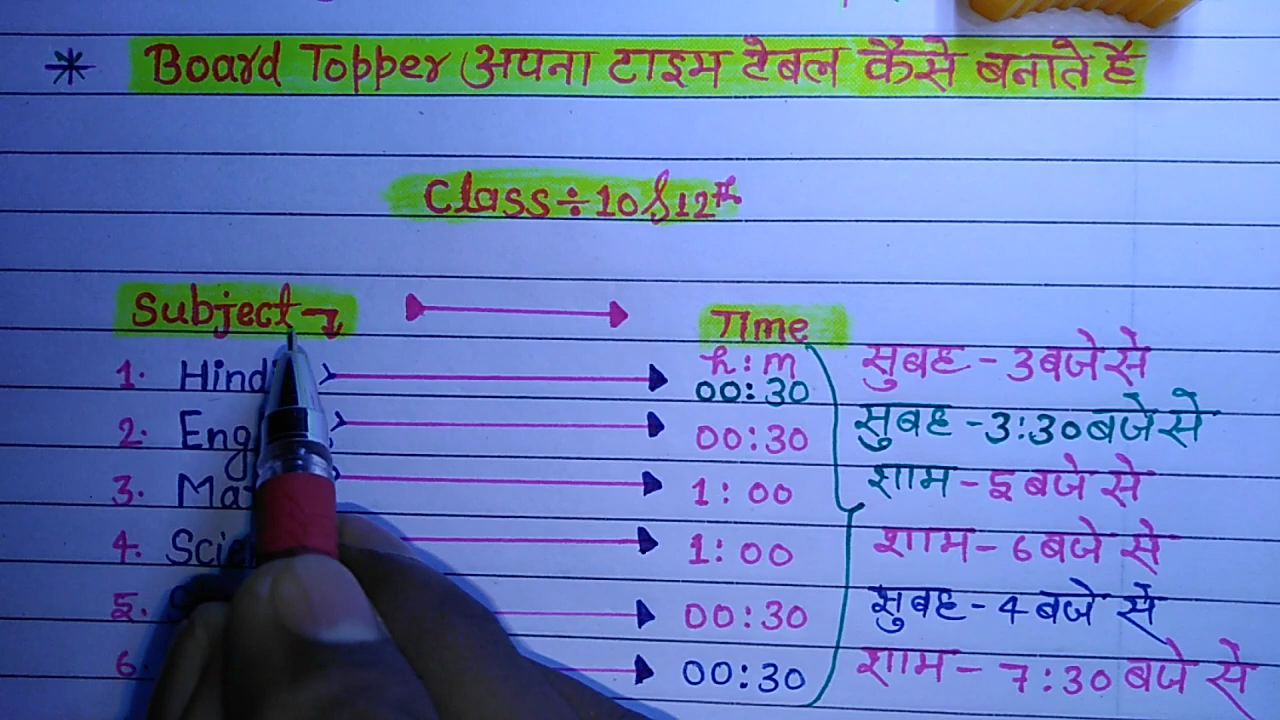 * Board Topper अपना टाइम टेबल कैसे बनाते है
Class÷10 & 12th
Subject Time
h:m
1. Hind 00:30 सुबह - 3 बजे से
2. Eng 00:30 सुबह - 3:30 बजे से
3. Ma 1:00 शाम - 5 बजे से
4. Scie 1:00 शाम - 6 बजे से
5. 00:30 सुबह - 4 बजे से
6. 00:30 शाम - 7:30 बजे से